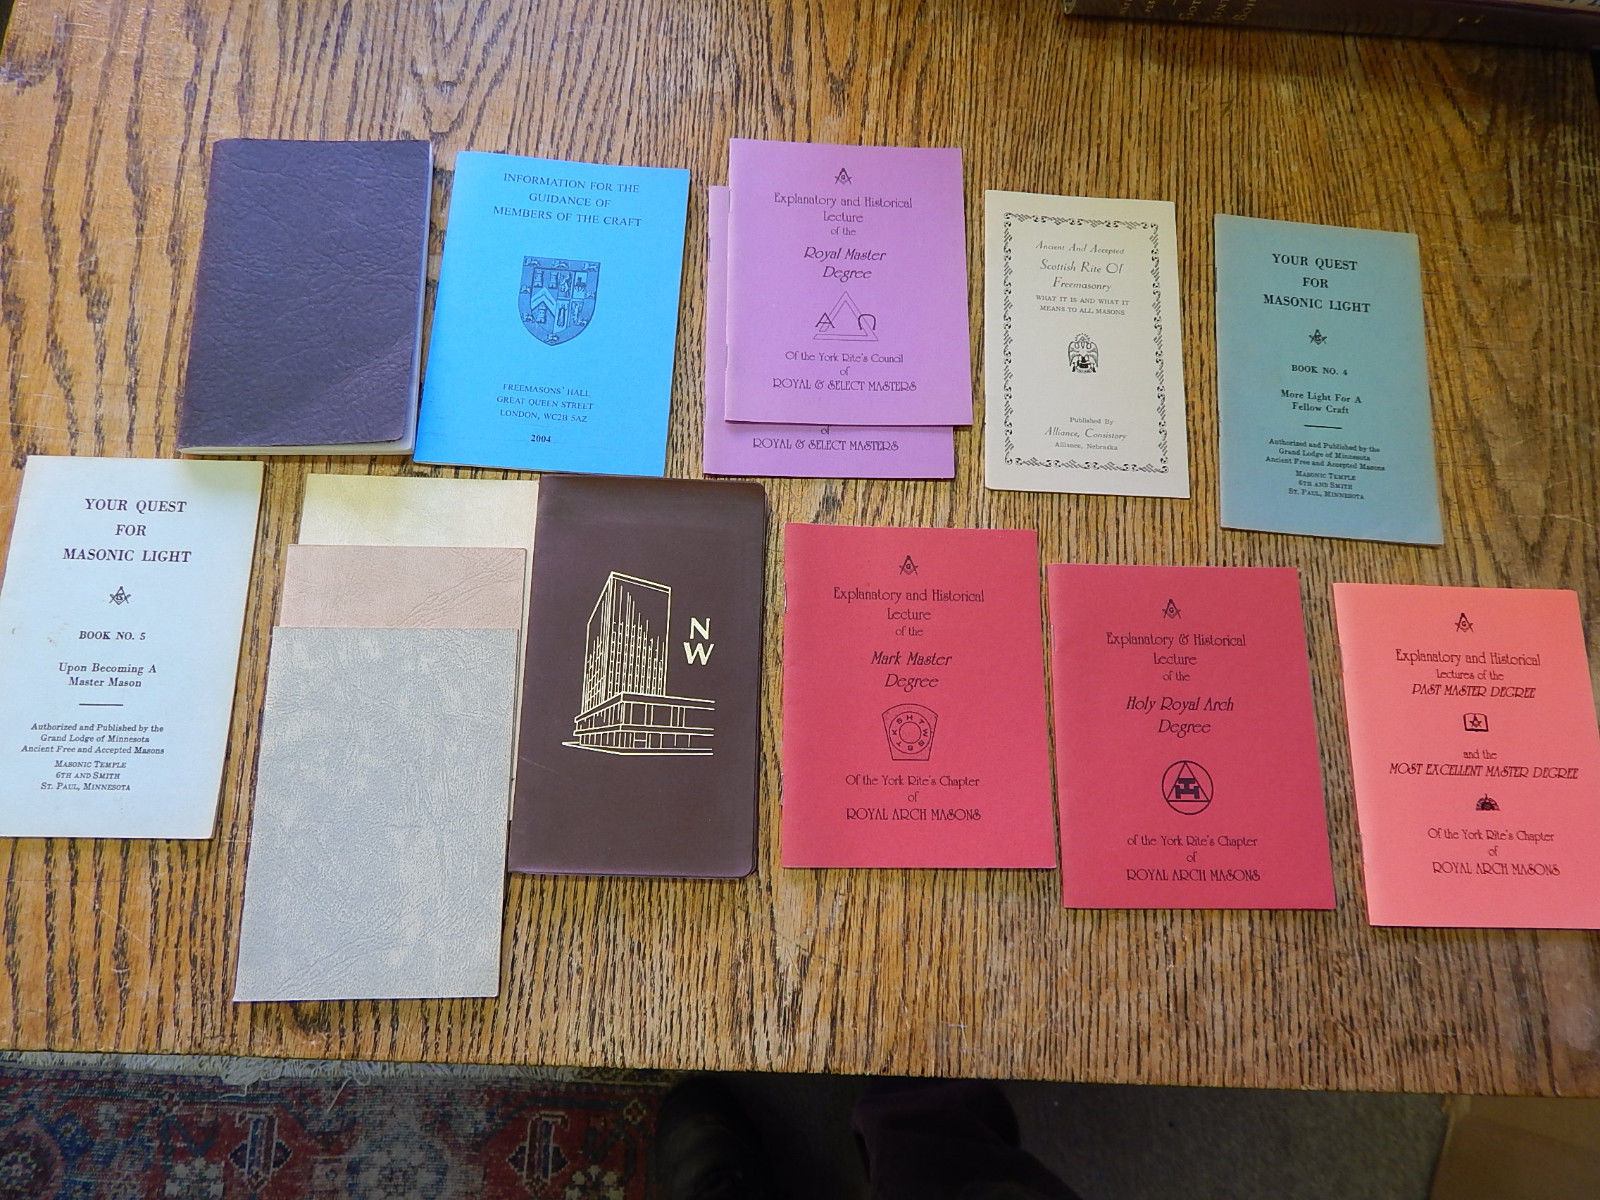 INFORMATION FOR THE
GUIDANCE OF
MEMBERS OF THE CRAFT
FREEMASONS' HALL
GREAT QUEEN STREET
LONDON, WC2B 5AZ
2004
G
Explanatory and Historical
Lecture
of the
Royal Master
Degree
A
Of the York Rite's Council
of
ROYAL & SELECT MASTERS
of
ROYAL & SELECT MASTERS
Ancient And Accepted
Scottish Rite Of
Freemasonry
WHAT IT IS AND WHAT IT
MEANS TO ALL MASONS
Published By
Alliance, Consistory
Alliance, Nebraska
YOUR QUEST
FOR
MASONIC LIGHT
G
BOOK NO. 4
More Light For A
Fellow Craft
Authorized and Published by the
Grand Lodge of Minnesota
Ancient Free and Accepted Masons
MASONIC TEMPLE
6TH AND SMITH
ST. PAUL, MINNESOTA
YOUR QUEST
FOR
MASONIC LIGHT
G
BOOK NO. 5
Upon Becoming A
Master Mason
Authorized and Published by the
Grand Lodge of Minnesota
Ancient Free and Accepted Masons
MASONIC TEMPLE
6TH AND SMITH
ST. PAUL, MINNESOTA
N
W
G
Explanatory and Historical
Lecture
of the
Mark Master
Degree
H T W S S T K S
Of the York Rite's Chapter
of
ROYAL ARCH MASONS
G
Explanatory & Historical
Lecture
of the
Holy Royal Arch
Degree
of the York Rite's Chapter
of
ROYAL ARCH MASONS
G
Explanatory and Historical
Lectures of the
PAST MASTER DEGREE
and the
MOST EXCELLENT MASTER DEGREE
Of the York Rite's Chapter
of
ROYAL ARCH MASONS